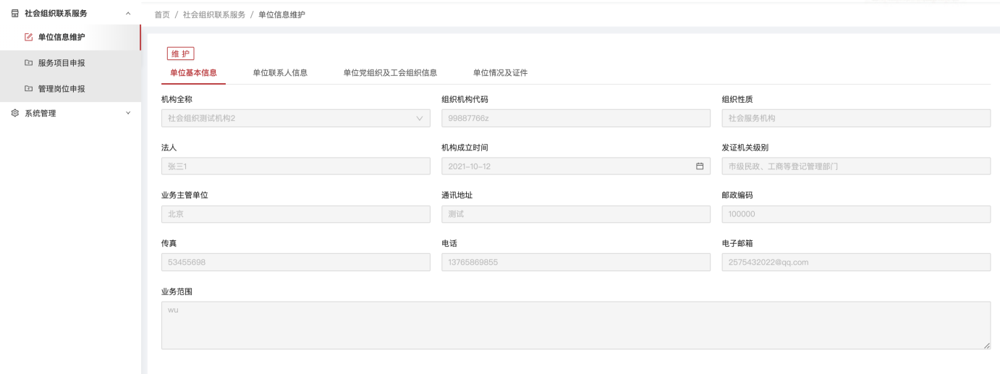 社会组织联系服务
单位信息维护
服务项目申报
管理岗位申报
系统管理
首页 / 社会组织联系服务 / 单位信息维护
维 护
单位基本信息 单位联系人信息 单位党组织及工会组织信息 单位情况及证件
机构全称 组织机构代码 组织性质
社会组织测试机构2 99887766z 社会服务机构
法人 机构成立时间 发证机关级别
张三1 2021-10-12 市级民政、工商等登记管理部门
业务主管单位 通讯地址 邮政编码
北京 测试 100000
传真 电话 电子邮箱
53455698 13765869855 2575432022@qq.com
业务范围
wu